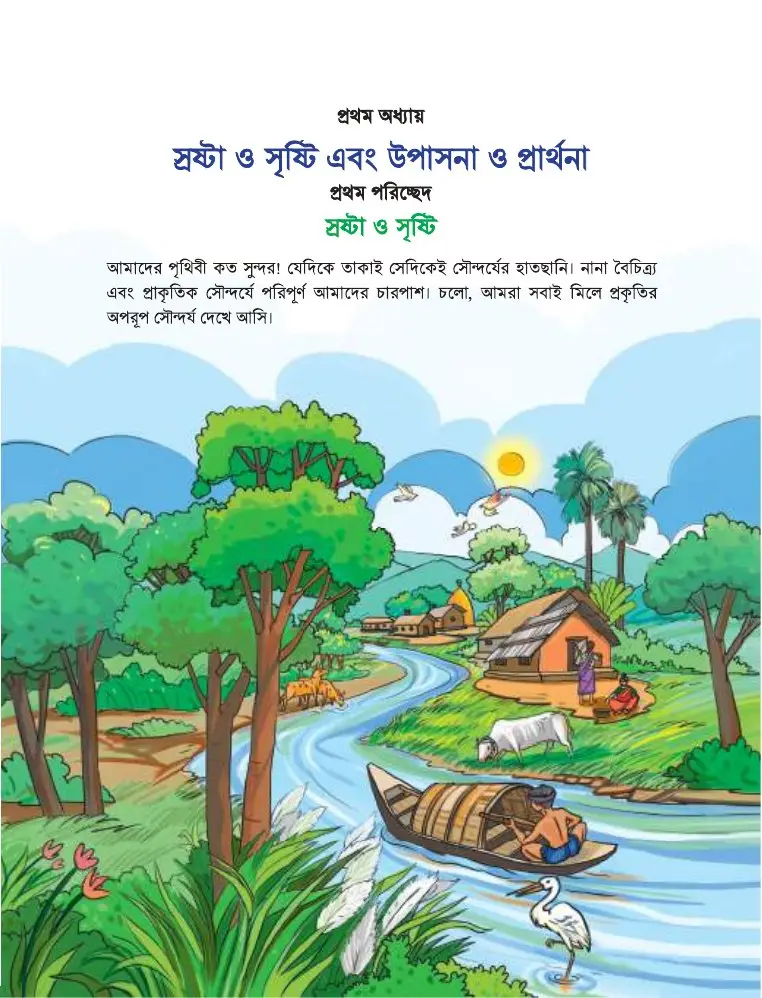 প্রথম অধ্যায়
স্রষ্টা ও সৃষ্টি এবং উপাসনা ও প্রার্থনা
প্রথম পরিচ্ছেদ
স্রষ্টা ও সৃষ্টি
আমাদের পৃথিবী কত সুন্দর! যেদিকে তাকাই সেদিকেই সৌন্দর্যের হাতছানি। নানা বৈচিত্র্য
এবং প্রাকৃতিক সৌন্দর্যে পরিপূর্ণ আমাদের চারপাশ। চলো, আমরা সবাই মিলে প্রকৃতির
অপরূপ সৌন্দর্য দেখে আসি।